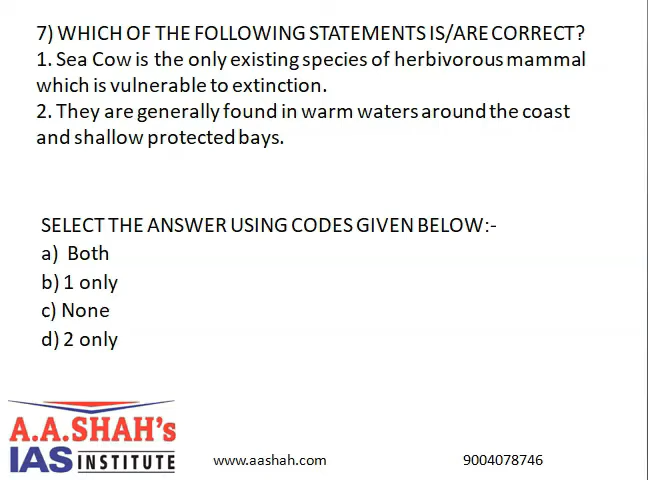 7) WHICH OF THE FOLLOWING STATEMENTS IS/ARE CORRECT?
1. Sea Cow is the only existing species of herbivorous mammal
which is vulnerable to extinction.
2. They are generally found in warm waters around the coast
and shallow protected bays.
SELECT THE ANSWER USING CODES GIVEN BELOW:-
a) Both
b) 1 only
c) None
d) 2 only
A.A.SHAH's
IAS INSTITUTE
www.aashah.com
9004078746